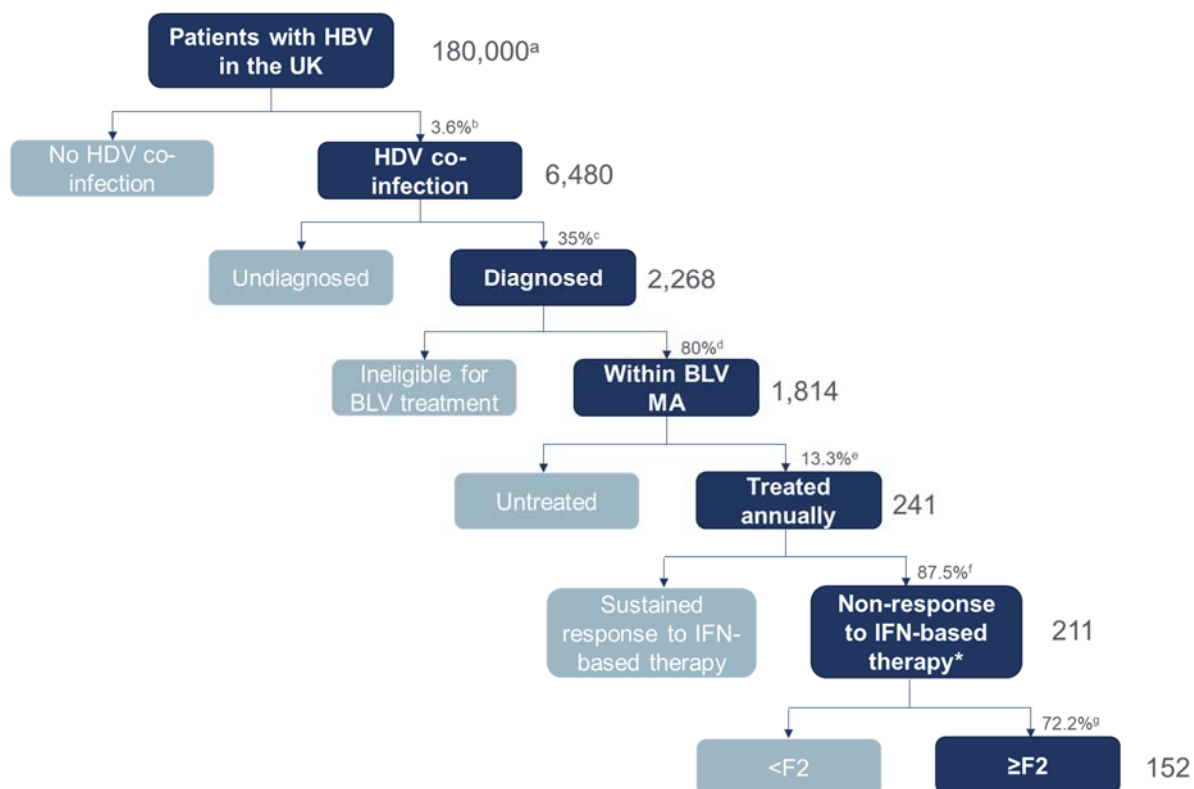 Patients with HBV
in the UK
180,000ᵃ
3.6%ᵇ
No HDV co-
infection
HDV co-
infection
6,480
35%ᶜ
Undiagnosed
Diagnosed
2,268
80%ᵈ
Ineligible for
BLV treatment
Within BLV
MA
1,814
13.3%ᵉ
Untreated
Treated
annually
241
87.5%ᶠ
Sustained
response to IFN-
based therapy
Non-response
to IFN-based
therapy*
211
72.2%ᵍ
<F2
≥F2
152